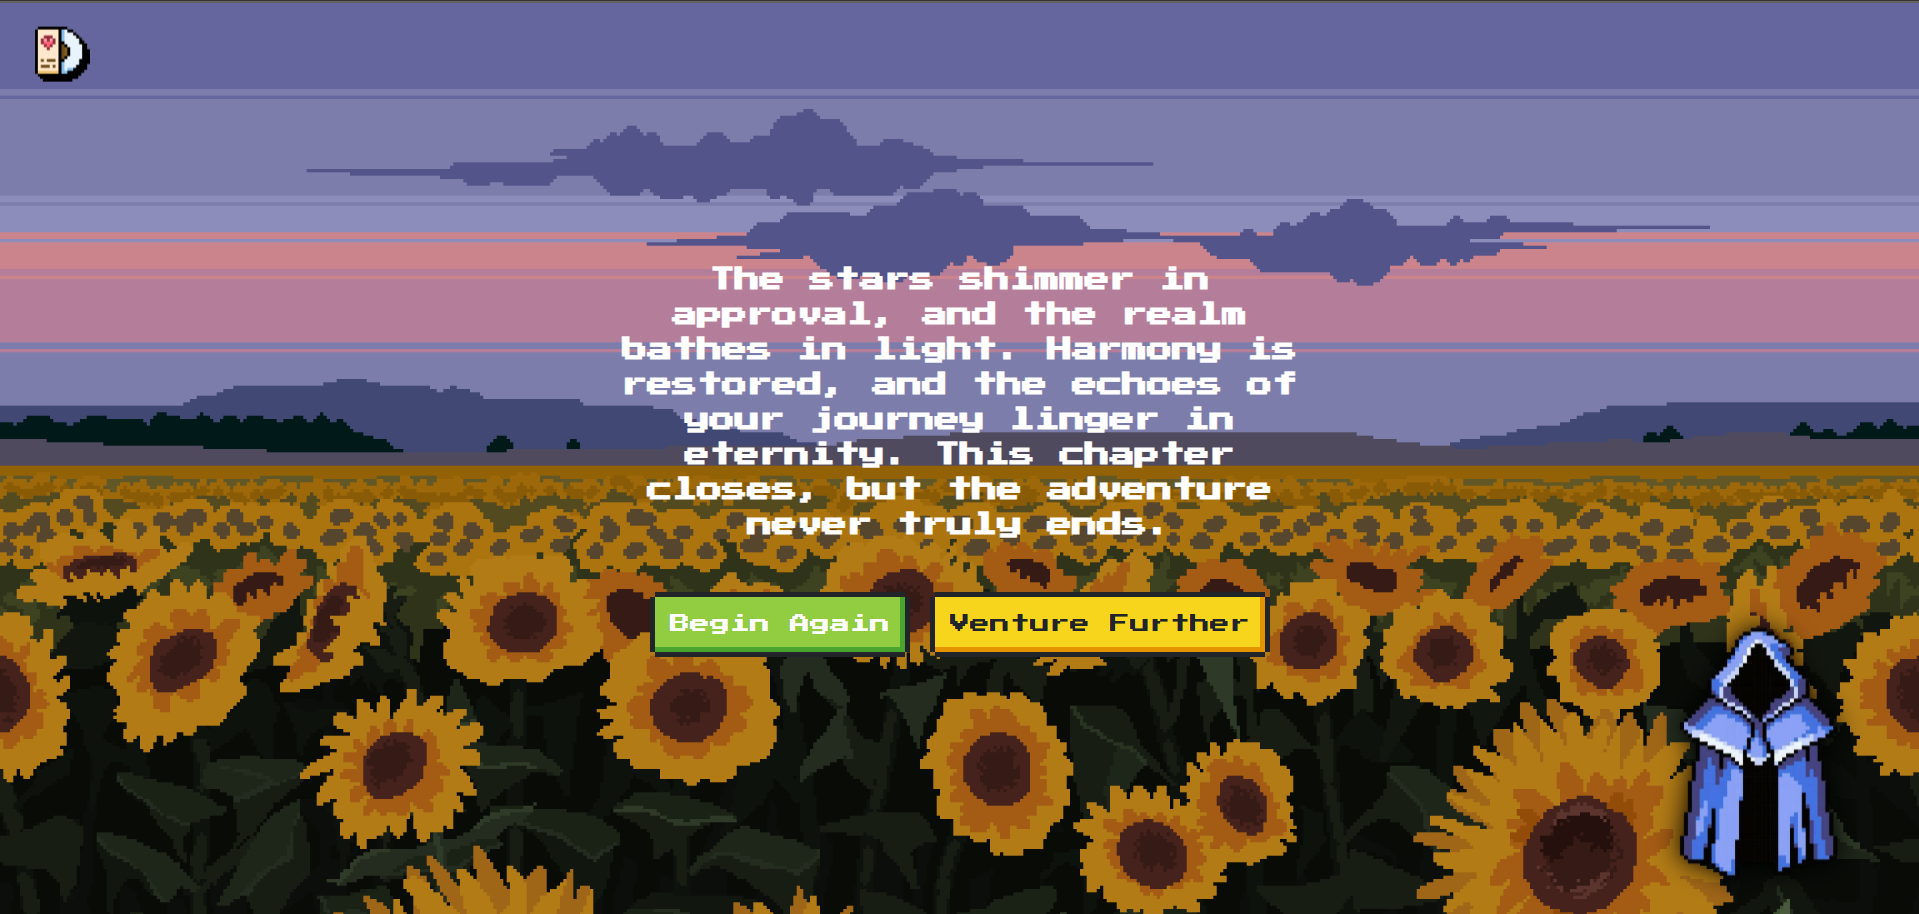 The stars shimmer in
approval, and the realm
bathes in light. Harmony is
restored, and the echoes of
your journey linger in
eternity. This chapter
closes, but the adventure
never truly ends.
Begin Again
Venture Further